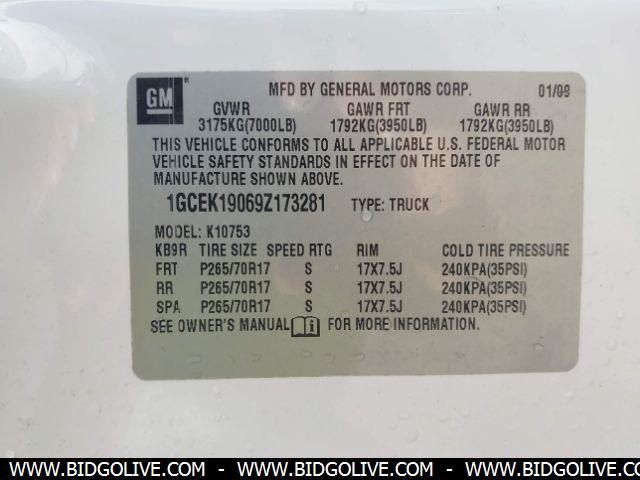 GM
MFD BY GENERAL MOTORS CORP. 01/09
GVWR GAWR FRT GAWR RR
3175KG(7000LB) 1792KG(3950LB) 1792KG(3950LB)
THIS VEHICLE CONFORMS TO ALL APPLICABLE U.S. FEDERAL MOTOR
VEHICLE SAFETY STANDARDS IN EFFECT ON THE DATE OF
MANUFACTURE SHOWN ABOVE.
1GCEK19069Z173281 TYPE: TRUCK
MODEL: K10753
KB9R TIRE SIZE SPEED RTG RIM COLD TIRE PRESSURE
FRT P265/70R17 S 17X7.5J 240KPA(35PSI)
RR P265/70R17 S 17X7.5J 240KPA(35PSI)
SPA P265/70R17 S 17X7.5J 240KPA(35PSI)
SEE OWNER'S MANUAL FOR MORE INFORMATION.
WWW.BIDGOLIVE.COM - WWW.BIDGOLIVE.COM - WWW.BIDGOLIVE.COM